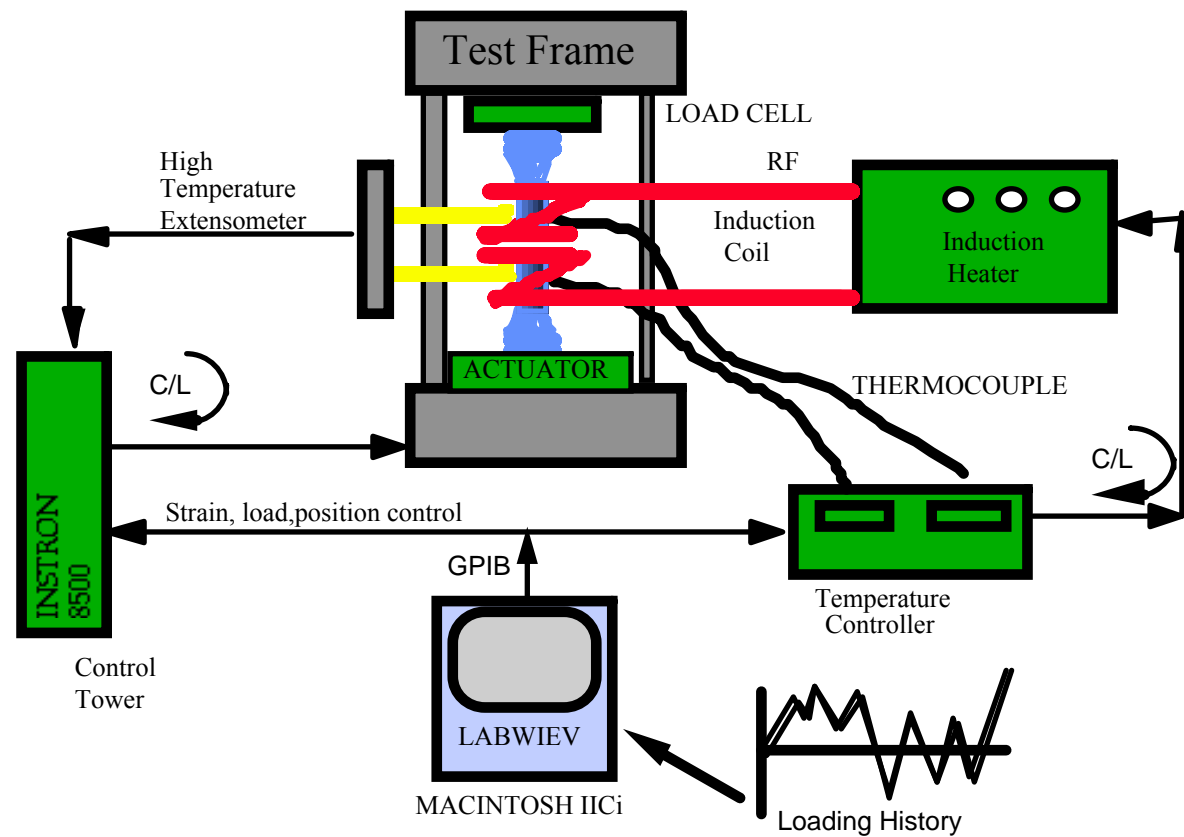 Test Frame
LOAD CELL
High
Temperature
Extensometer
RF
Induction
Coil
Induction
Heater
C/L
ACTUATOR
THERMOCOUPLE
C/L
INSTRON
8500
Strain, load,position control
GPIB
Temperature
Controller
Control
Tower
LABWIEV
MACINTOSH IICi
Loading History